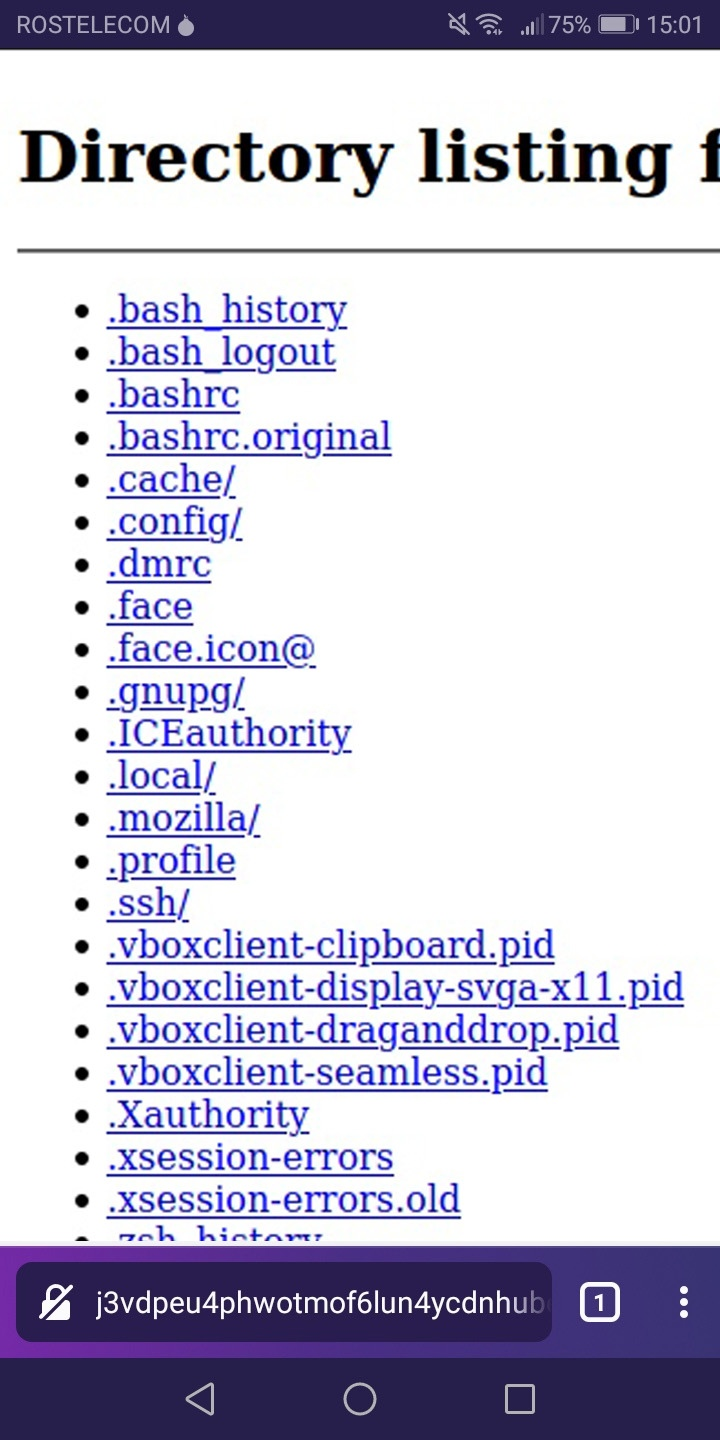 ROSTELECOM 75% 15:01
Directory listing f
.bash_history
.bash_logout
.bashrc
.bashrc.original
.cache/
.config/
.dmrc
.face
.face.icon@
.gnupg/
.ICEauthority
.local/
.mozilla/
.profile
.ssh/
.vboxclient-clipboard.pid
.vboxclient-display-svga-x11.pid
.vboxclient-draganddrop.pid
.vboxclient-seamless.pid
.Xauthority
.xsession-errors
.xsession-errors.old
.zsh_history
j3vdpeu4phwotmof6lun4ycdnhub 1